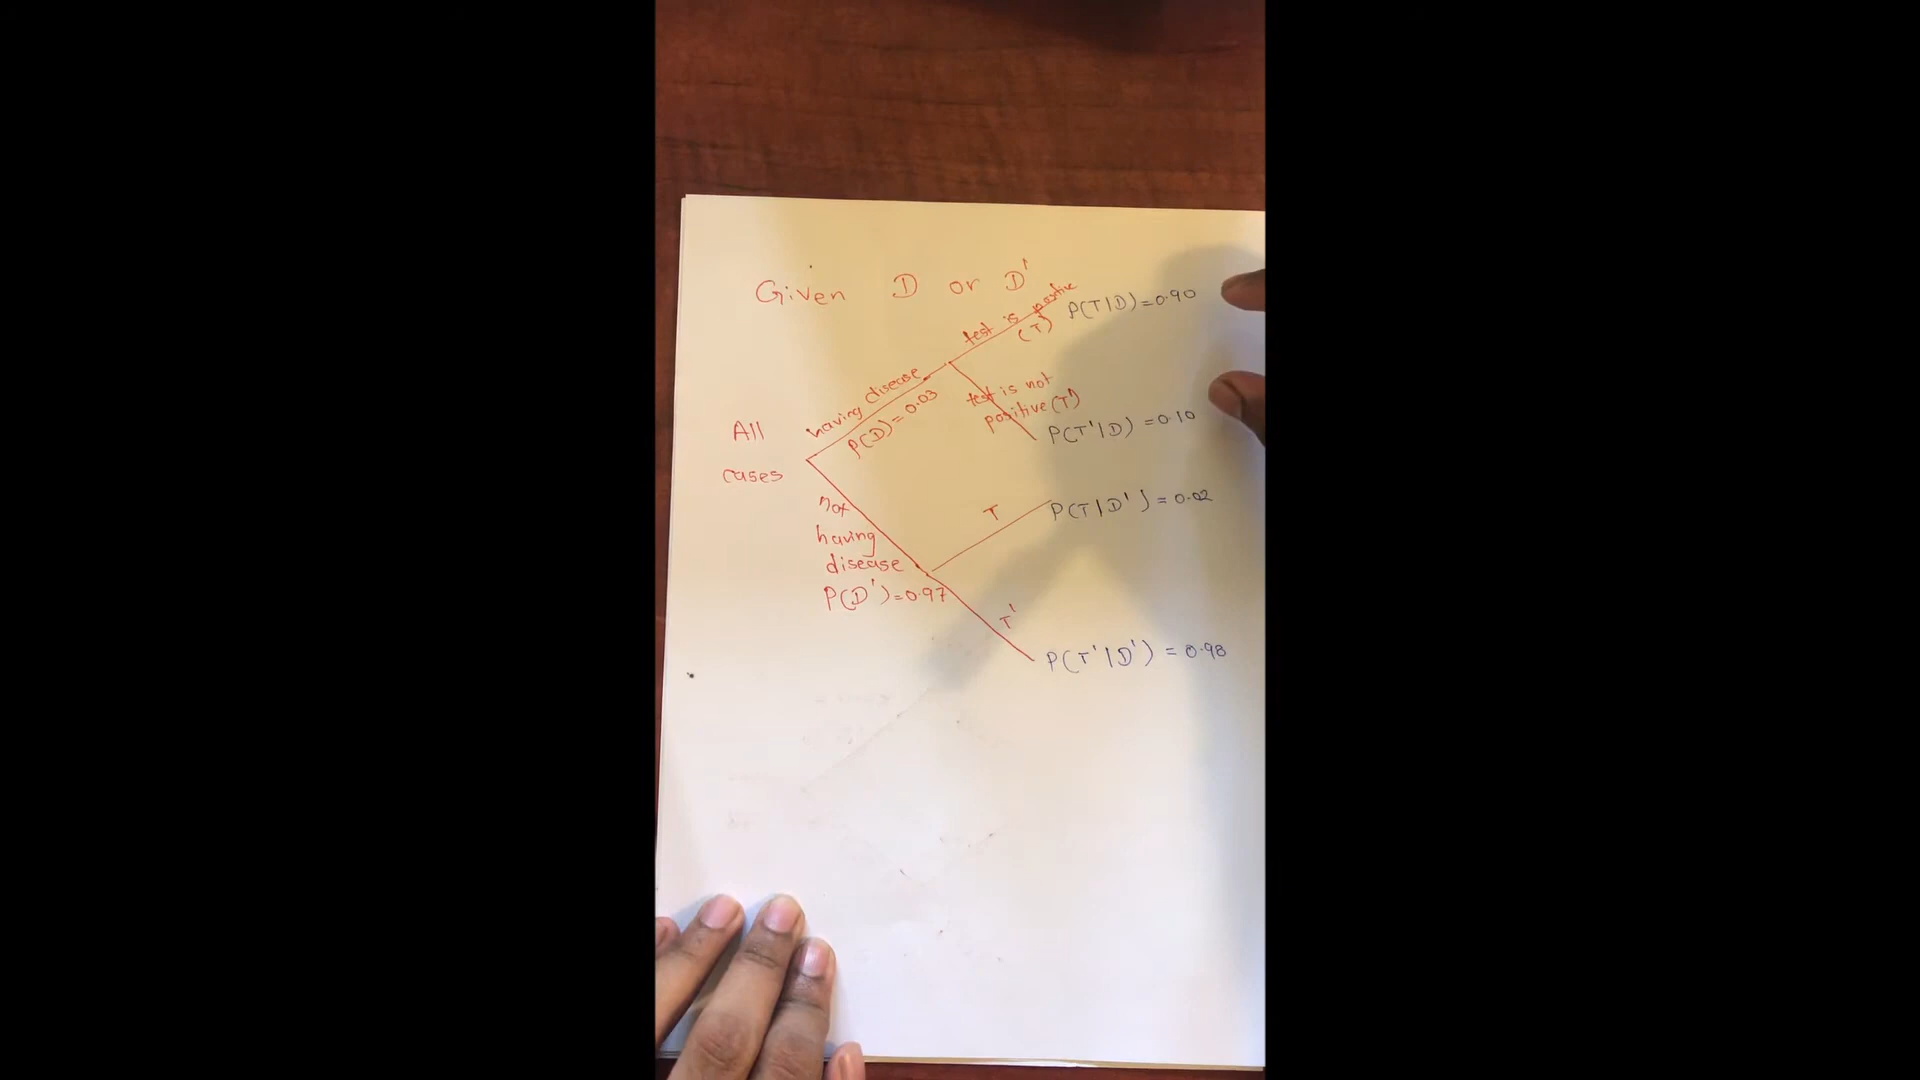 Given D or D'
test is positive
(T)
P(T|D)=0.90
having disease
P(D)=0.03
test is not
positive (T')
P(T'|D) = 0.10
All
cases
not
having
disease
P(D')=0.97
T
P(T|D') = 0.02
T'
P(T'|D') = 0.98